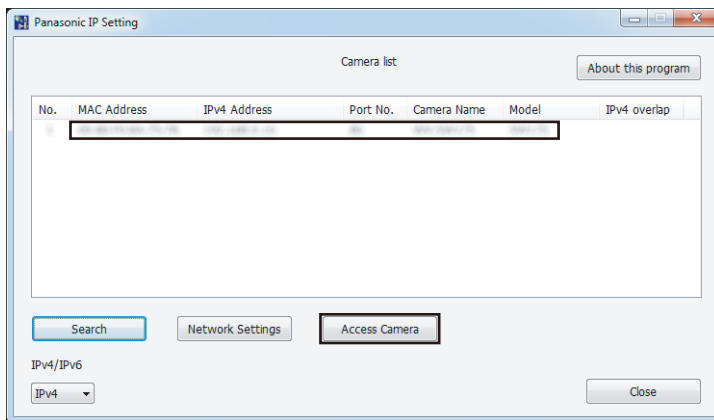 Panasonic IP Setting
Camera list
About this program
No. MAC Address IPv4 Address Port No. Camera Name Model IPv4 overlap
Search Network Settings Access Camera
IPv4/IPv6
IPv4 Close